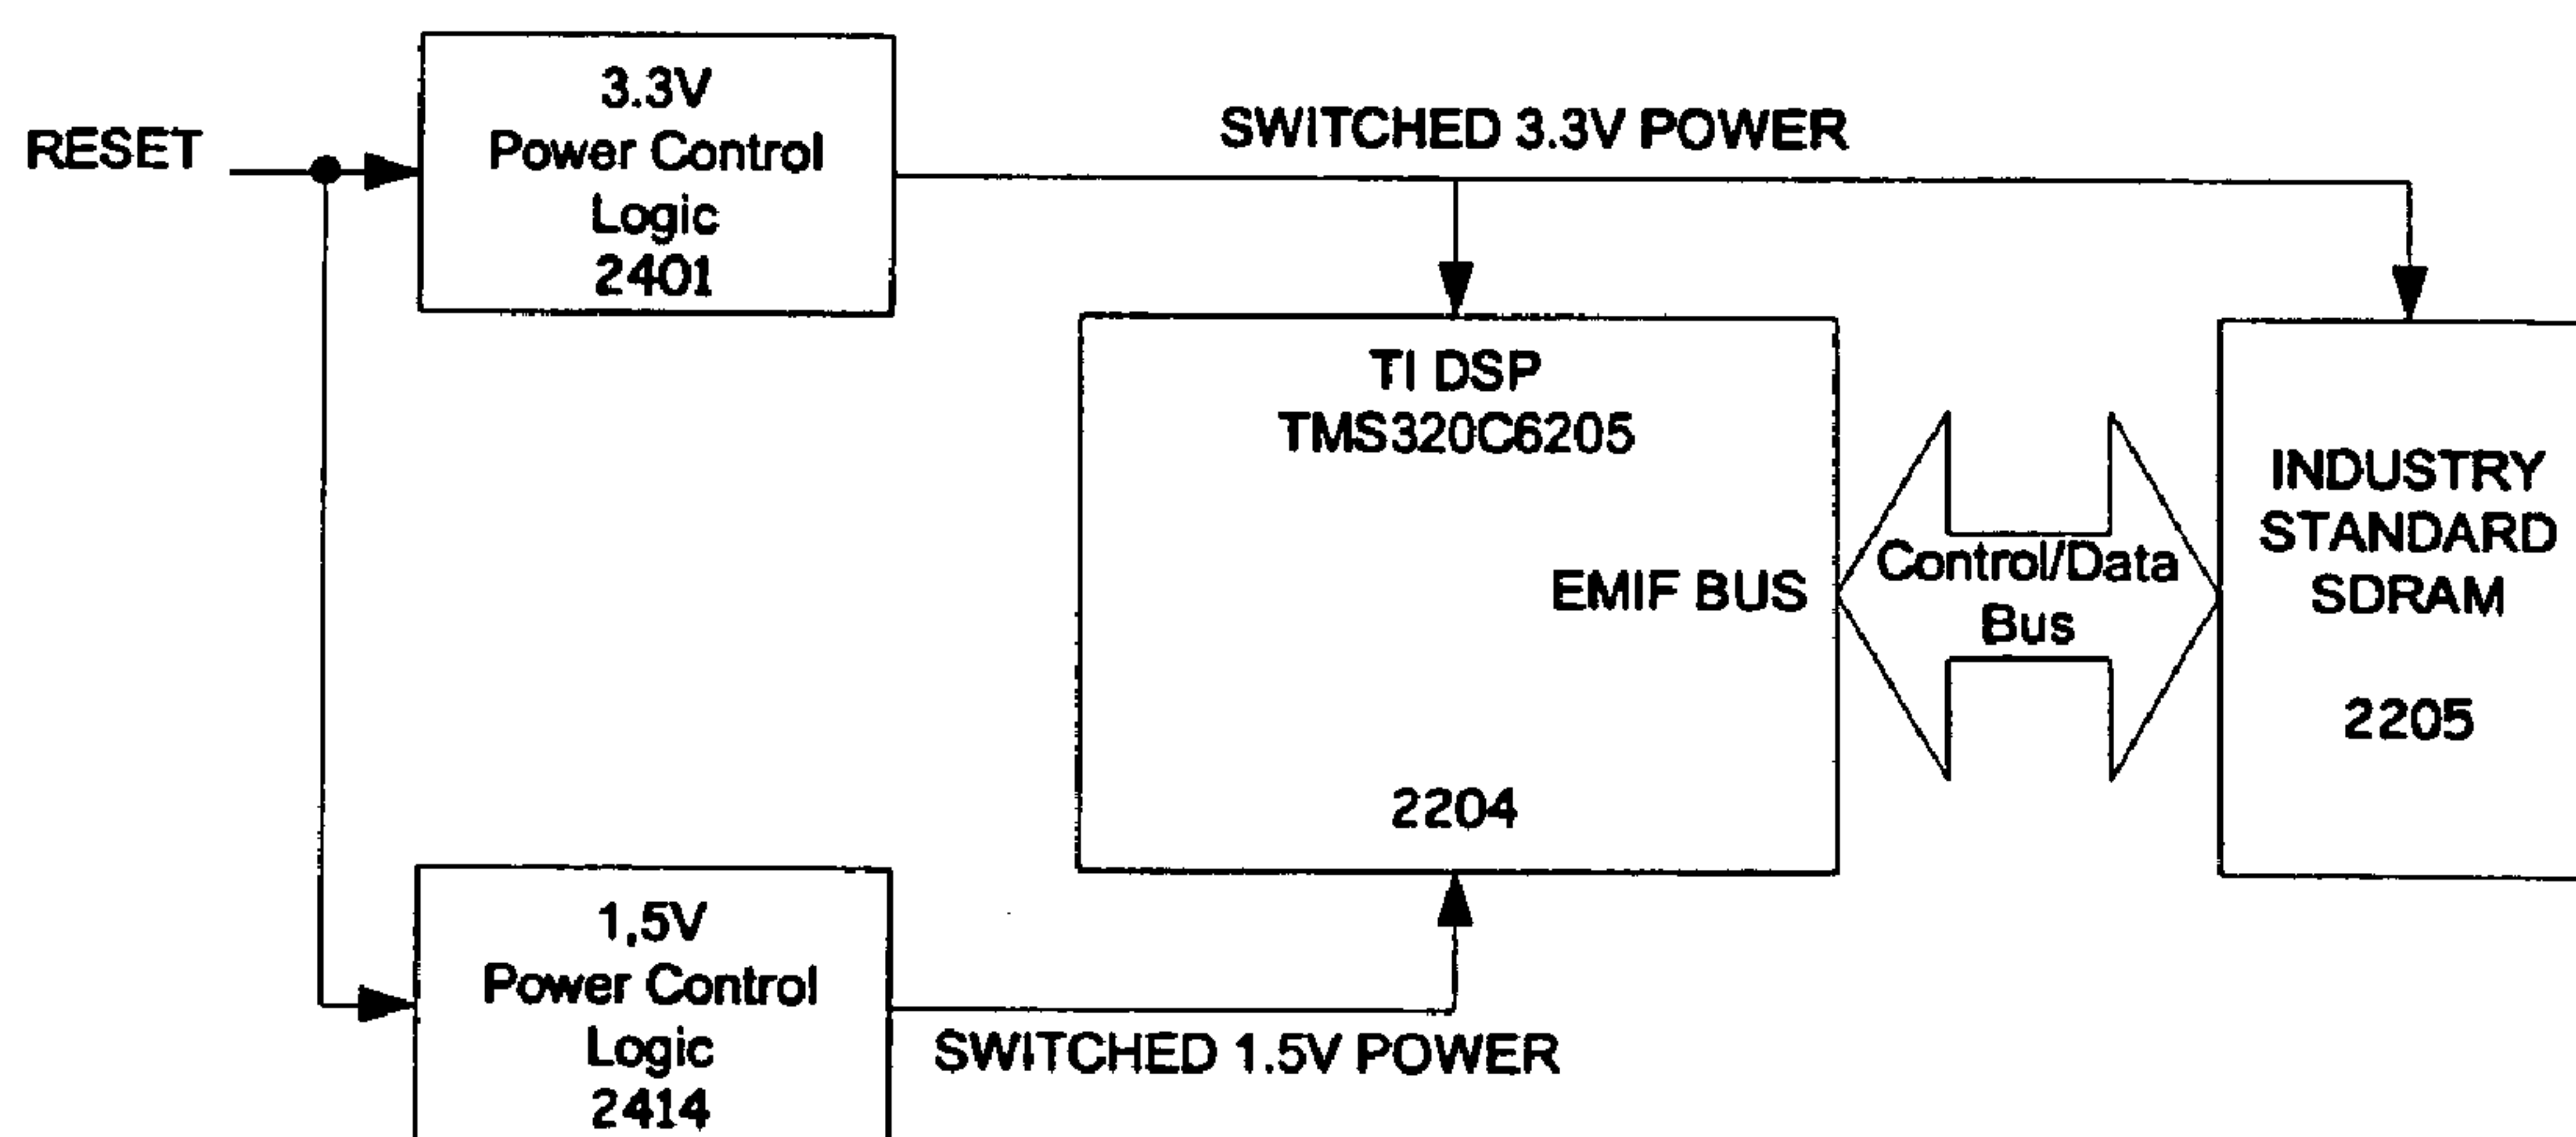 3.3V
Power Control
Logic
2401
RESET
SWITCHED 3.3V POWER
TI DSP
TMS320C6205
EMIF BUS
2204
Control/Data
Bus
INDUSTRY
STANDARD
SDRAM
2205
1,5V
Power Control
Logic
2414
SWITCHED 1.5V POWER